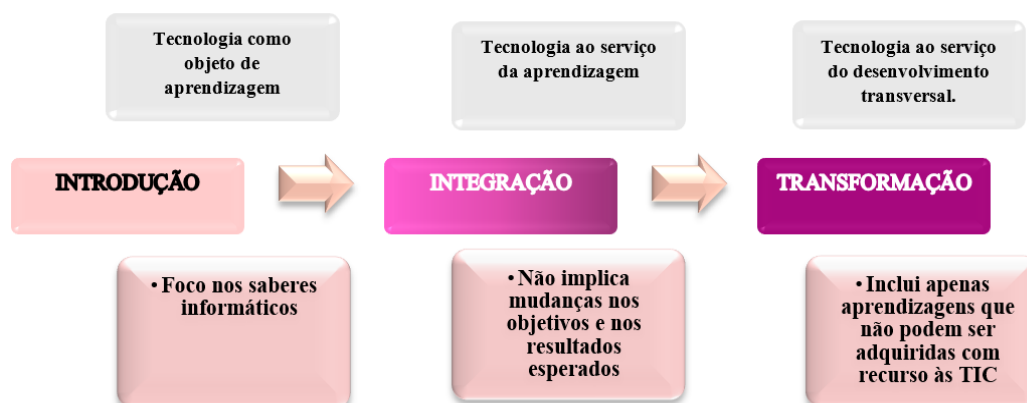 Tecnologia como
objeto de
aprendizagem
Tecnologia ao serviço
da aprendizagem
Tecnologia ao serviço
do desenvolvimento
transversal.
INTRODUÇÃO
INTEGRAÇÃO
TRANSFORMAÇÃO
• Foco nos saberes
informáticos
• Não implica
mudanças nos
objetivos e nos
resultados
esperados
• Inclui apenas
aprendizagens que
não podem ser
adquiridas com
recurso às TIC